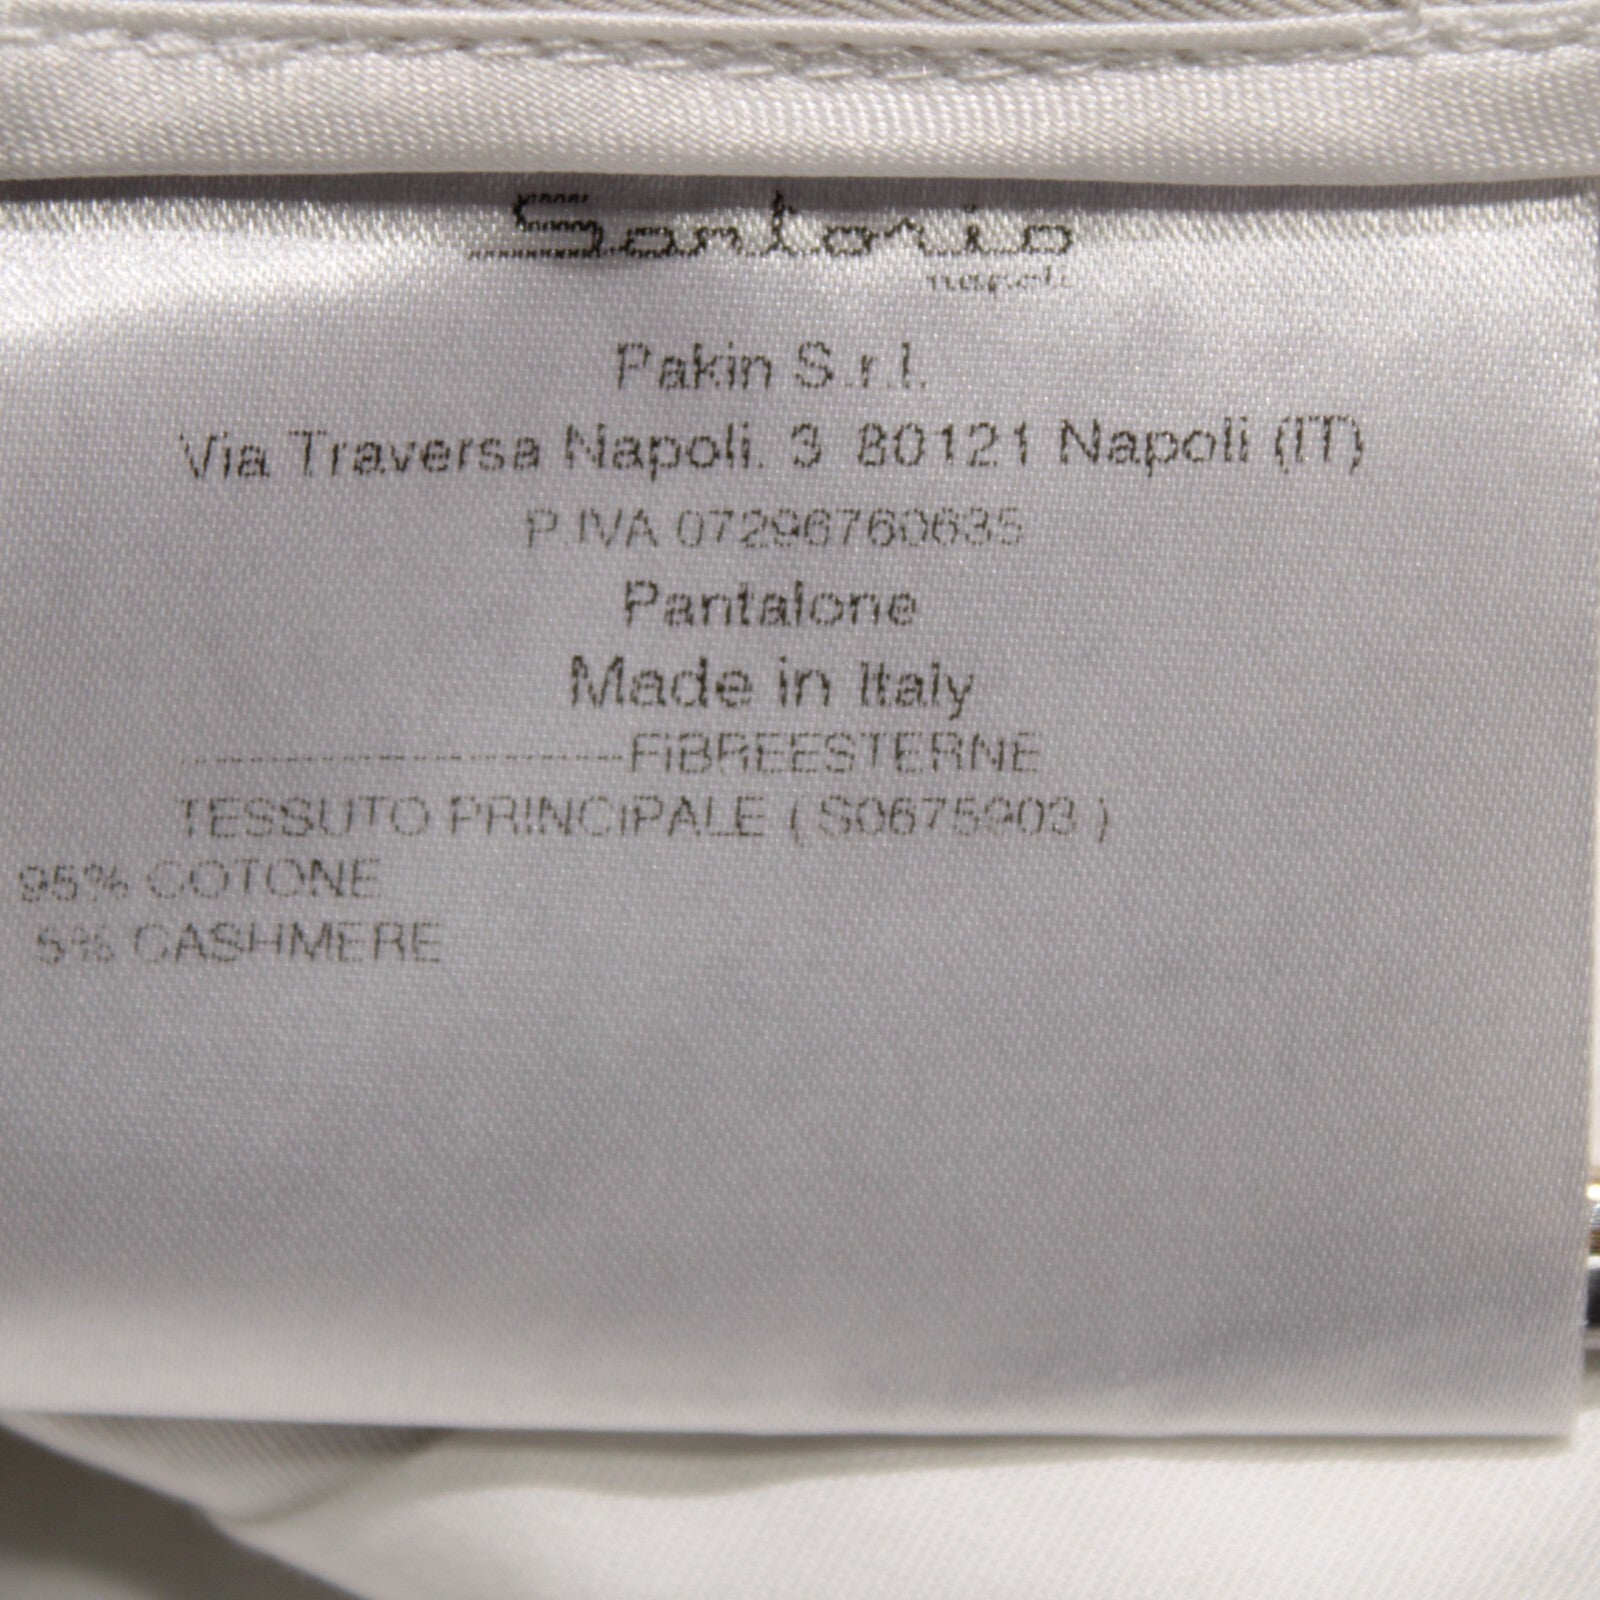 Sartorio
napoli
Pakin S.r.l.
Via Traversa Napoli, 3 80121 Napoli (IT)
P.IVA 07296760635
Pantalone
Made in Italy
------------------------FIBREESTERNE
TESSUTO PRINCIPALE ( S0675903 )
95% COTONE
5% CASHMERE